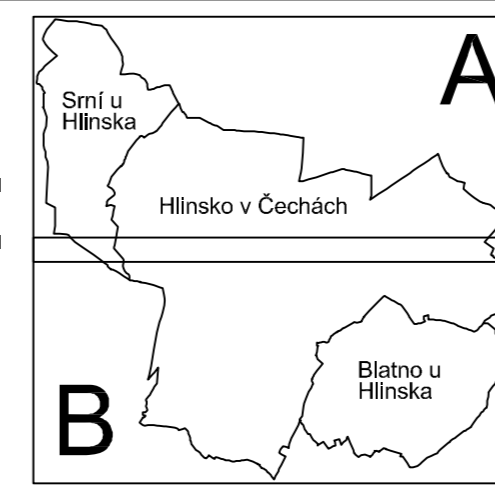 A
Srní u
Hlinska
Hlinsko v Čechách
Blatno u
Hlinska
B